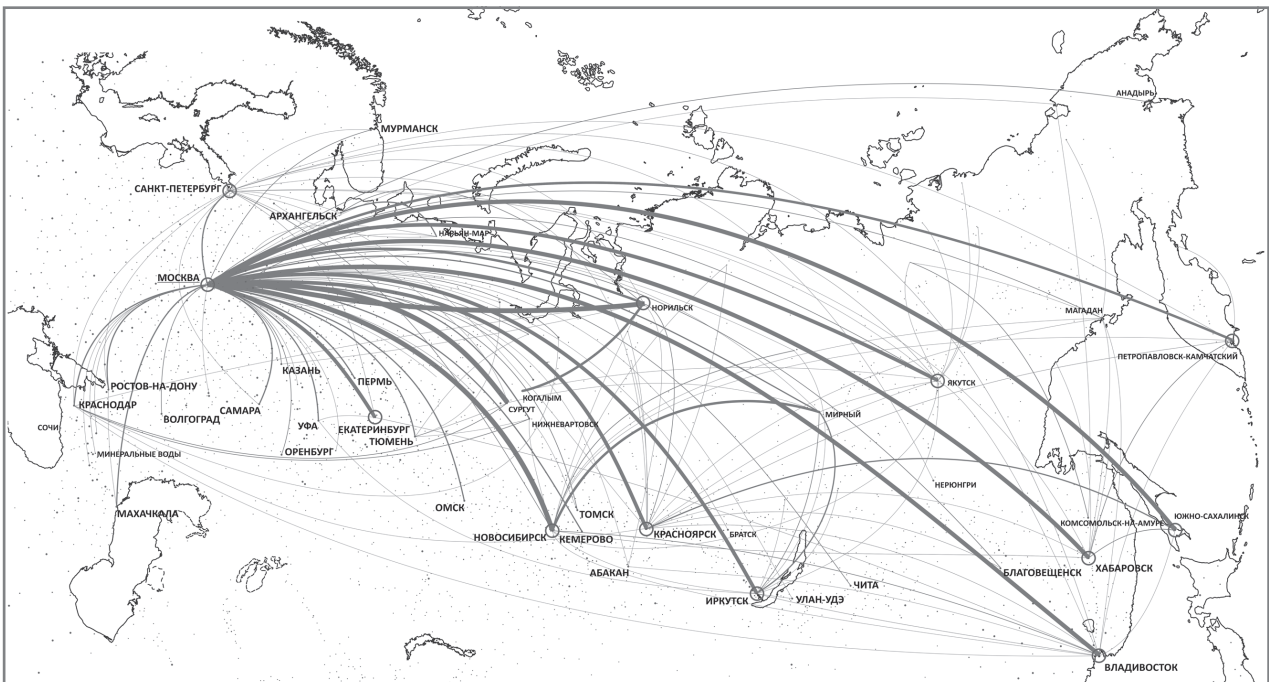 АНАДЫРЬ
МУРМАНСК
САНКТ-ПЕТЕРБУРГ
АРХАНГЕЛЬСК
НАРЬЯН-МАР
МОСКВА
НОРИЛЬСК
МАГАДАН
ПЕТРОПАВЛОВСК-КАМЧАТСКИЙ
КАЗАНЬ
ПЕРМЬ
ЯКУТСК
РОСТОВ-НА-ДОНУ
КОГАЛЫМ
КРАСНОДАР
САМАРА
СУРГУТ
МИРНЫЙ
ВОЛГОГРАД
НИЖНЕВАРТОВСК
СОЧИ
УФА
ЕКАТЕРИНБУРГ
ТЮМЕНЬ
МИНЕРАЛЬНЫЕ ВОДЫ
ОРЕНБУРГ
НЕРЮНГРИ
ОМСК
МАХАЧКАЛА
ТОМСК
ЮЖНО-САХАЛИНСК
КОМСОМОЛЬСК-НА-АМУРЕ
НОВОСИБИРСК
КЕМЕРОВО
КРАСНОЯРСК
БРАТСК
АБАКАН
БЛАГОВЕЩЕНСК
ХАБАРОВСК
ЧИТА
ИРКУТСК
УЛАН-УДЭ
ВЛАДИВОСТОК